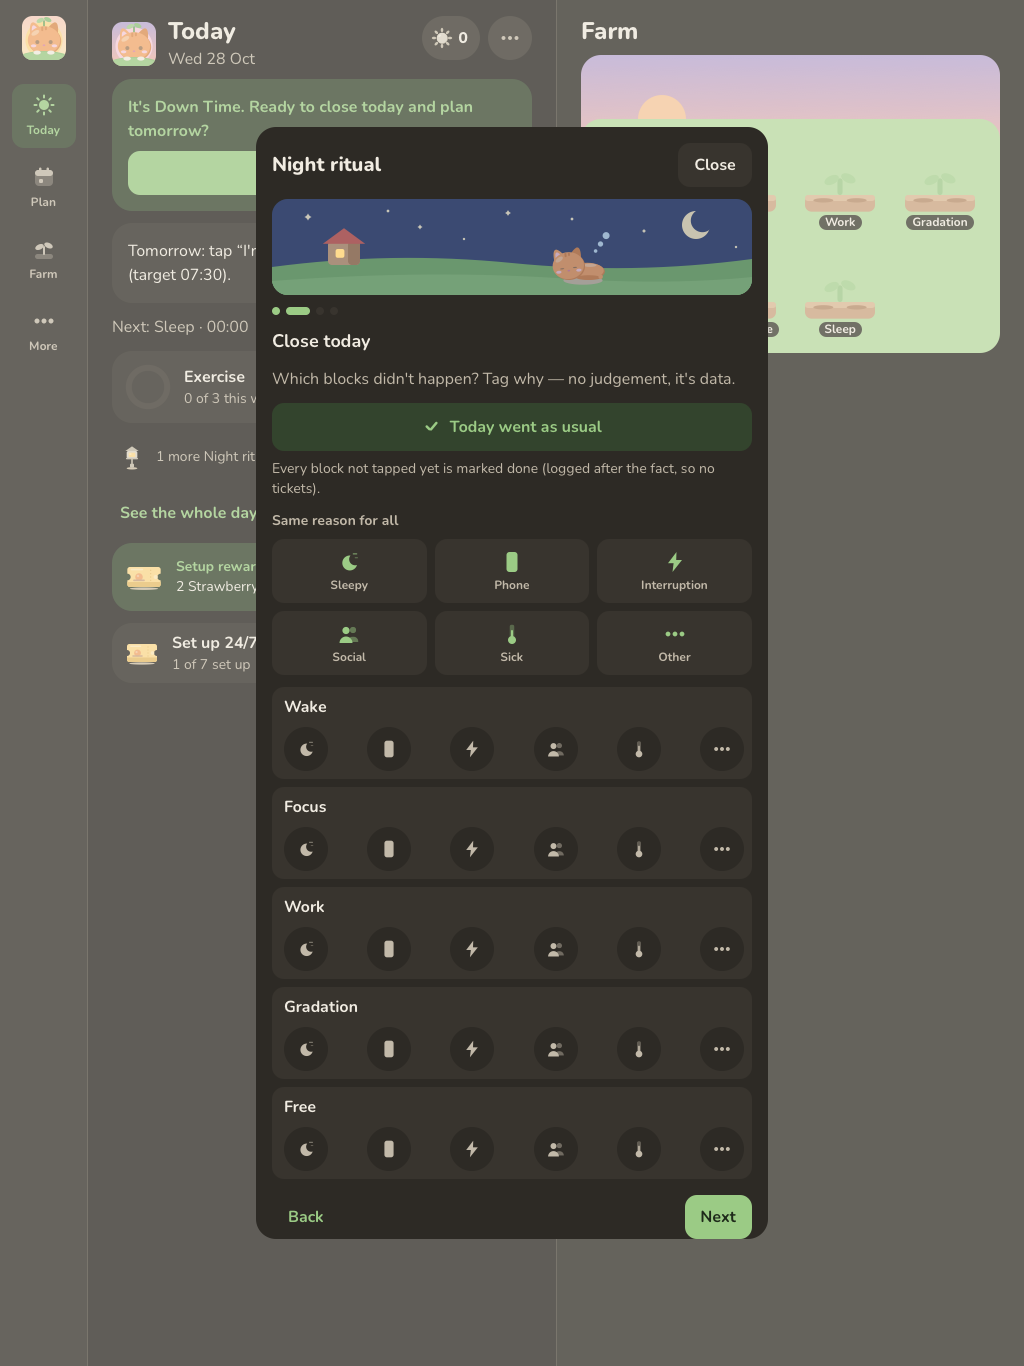 Today
Wed 28 Oct
0
Farm
Today
Plan
Farm
More
It's Down Time. Ready to close today and plan
tomorrow?
Tomorrow: tap “I'r
(target 07:30).
Next: Sleep · 00:00
Exercise
0 of 3 this w
1 more Night rit
See the whole day
Setup rewar
2 Strawberry
Set up 24/7
1 of 7 set up
Work
Gradation
e
Sleep
Night ritual
Close
Close today
Which blocks didn't happen? Tag why — no judgement, it's data.
Today went as usual
Every block not tapped yet is marked done (logged after the fact, so no
tickets).
Same reason for all
Sleepy
Phone
Interruption
Social
Sick
Other
Wake
Focus
Work
Gradation
Free
Back
Next